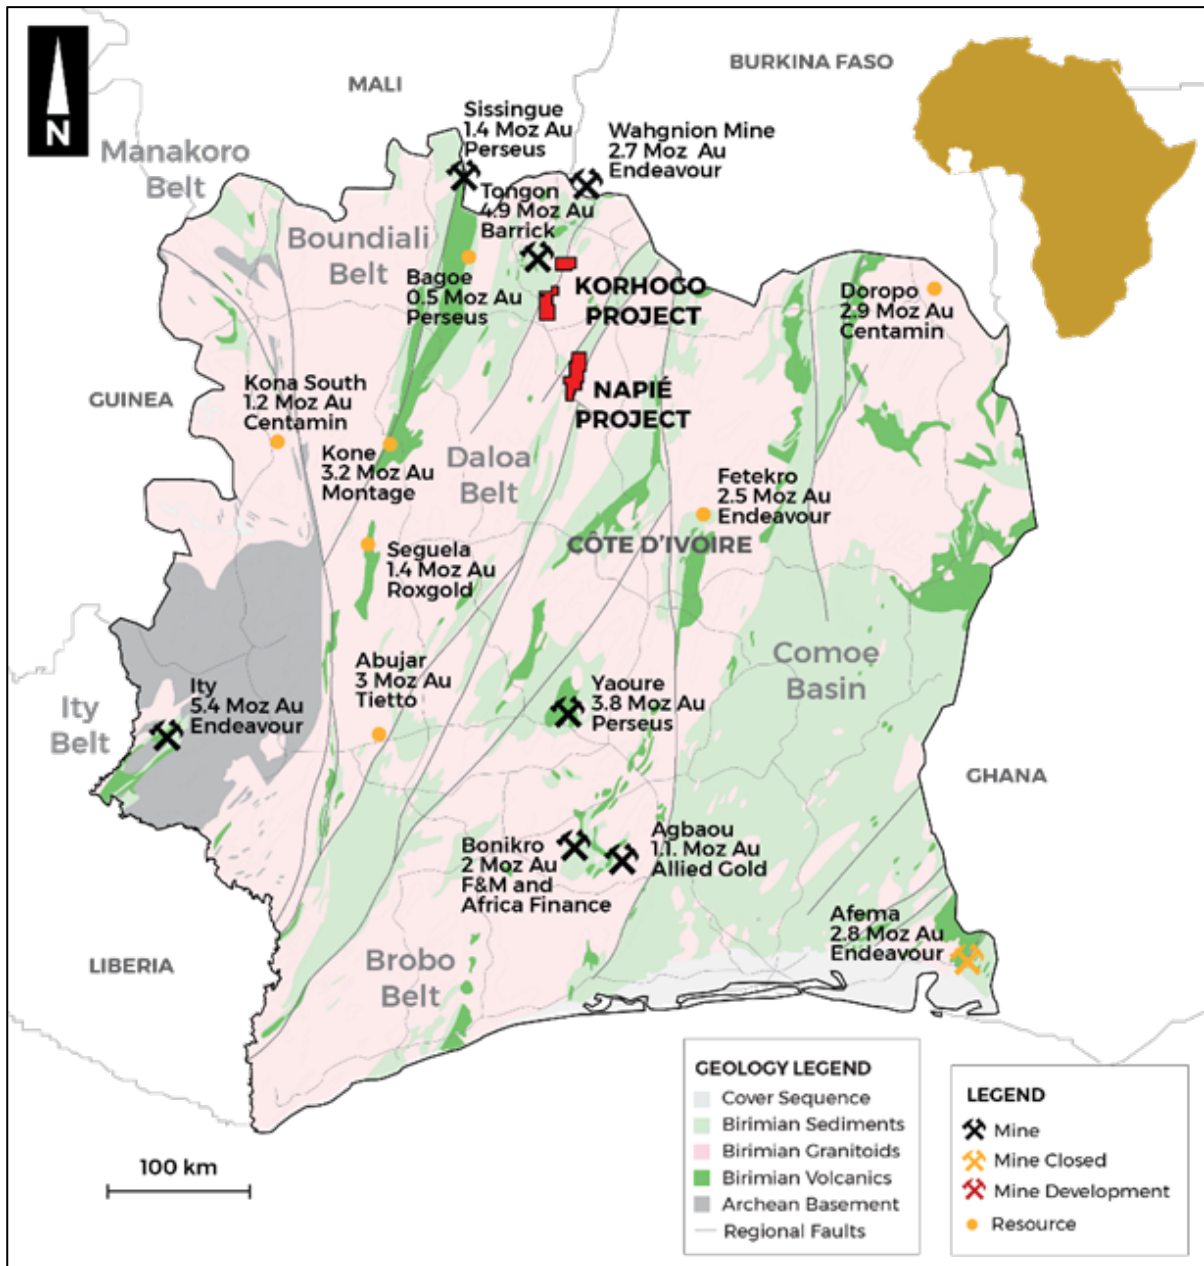 N
MALI
BURKINA FASO
Manakoro
Belt
Sissingue
1.4 Moz Au
Perseus
Wahgnion Mine
2.7 Moz Au
Endeavour
Tongon
4.9 Moz Au
Barrick
Boundiali
Belt
Bagoe
0.5 Moz Au
Perseus
KORHOGO
PROJECT
Doropo
2.9 Moz Au
Centamin
GUINEA
Kona South
1.2 Moz Au
Centamin
NAPIÉ
PROJECT
Kone
3.2 Moz Au
Montage
Daloa
Belt
Fetekro
2.5 Moz Au
Endeavour
CÔTE D'IVOIRE
Seguela
1.4 Moz Au
Roxgold
Comoe
Basin
Abujar
3 Moz Au
Tietto
Ity
5.4 Moz Au
Endeavour
Ity
Belt
Yaoure
3.8 Moz Au
Perseus
GHANA
Bonikro
2 Moz Au
F&M and
Africa Finance
Agbaou
1.1. Moz Au
Allied Gold
Afema
2.8 Moz Au
Endeavour
LIBERIA
Brobo
Belt
100 km
GEOLOGY LEGEND
Cover Sequence
Birimian Sediments
Birimian Granitoids
Birimian Volcanics
Archean Basement
Regional Faults
LEGEND
Mine
Mine Closed
Mine Development
Resource